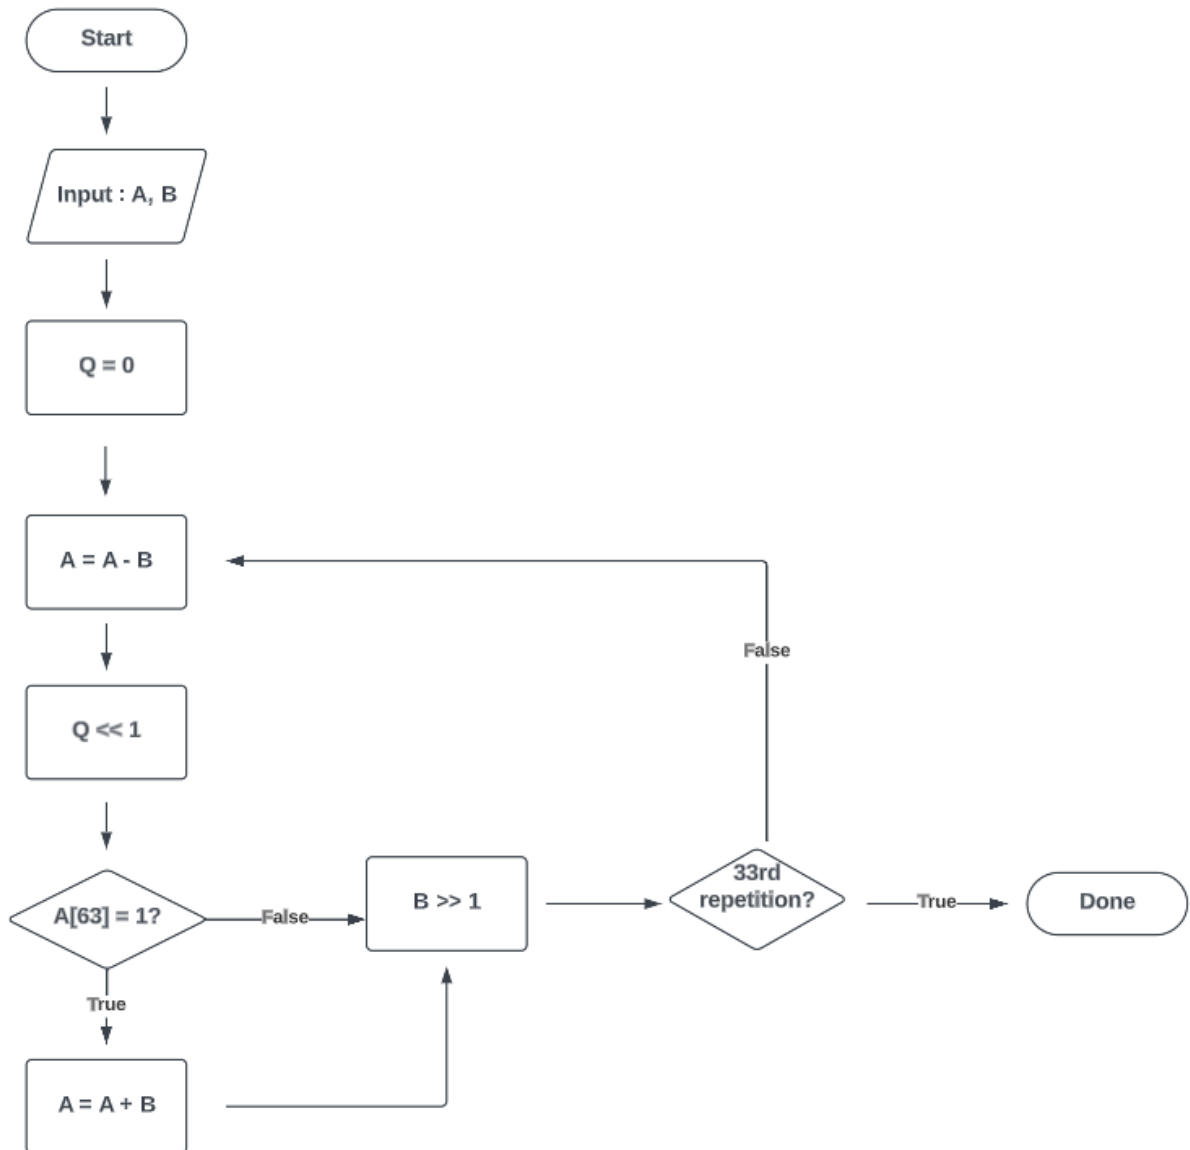 Start
Input : A, B
Q = 0
A = A - B
False
Q << 1
A[63] = 1?
False
B >> 1
33rd
repetition?
True
Done
True
A = A + B